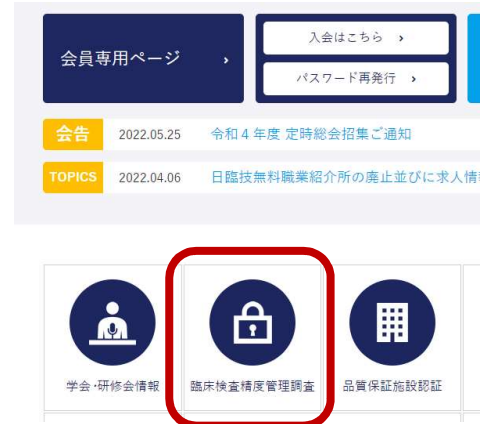 会員専用ページ
入会はこちら
パスワード再発行
会告 2022.05.25 令和4年度 定時総会招集ご通知
TOPICS 2022.04.06 日臨技無料職業紹介所の廃止並びに求人情
学会・研修会情報
臨床検査精度管理調査
品質保証施設認証